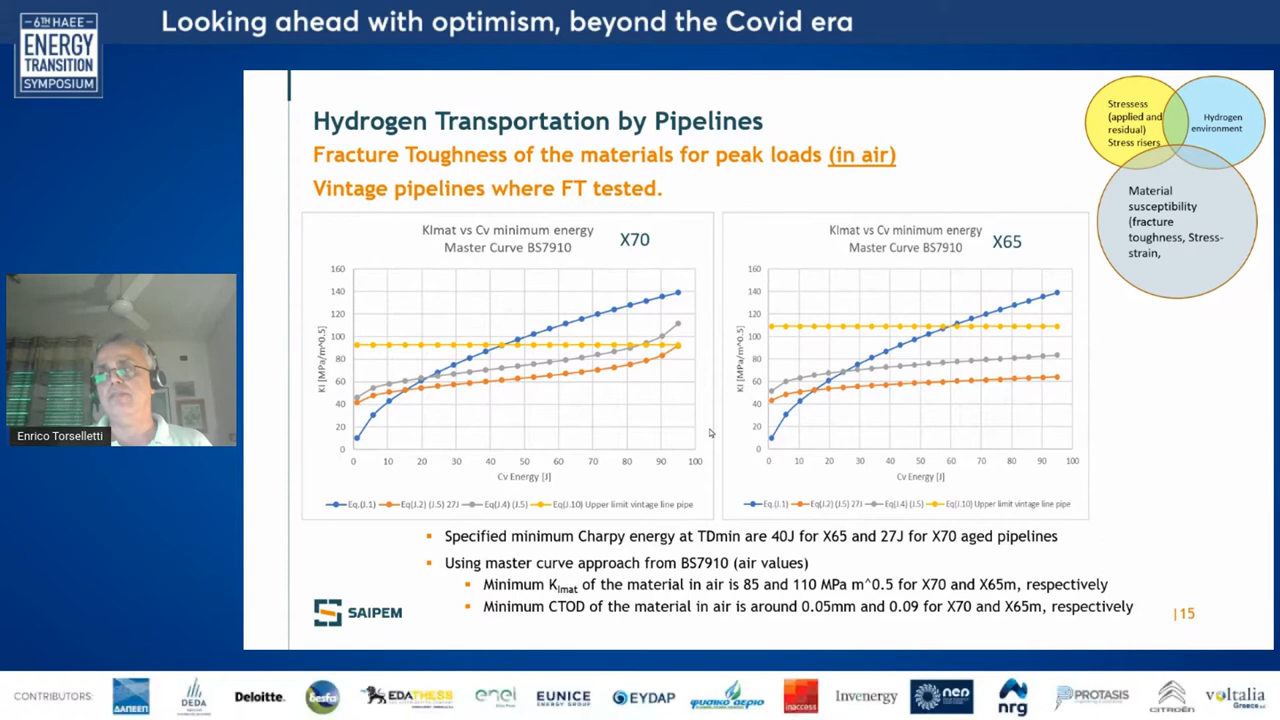 6TH HAEE
ENERGY
TRANSITION
SYMPOSIUM
Looking ahead with optimism, beyond the Covid era
Hydrogen Transportation by Pipelines
Fracture Toughness of the materials for peak loads (in air)
Vintage pipelines where FT tested.
Stressess
(applied and
residual)
Stress risers
Hydrogen
environment
Material
susceptibility
(fracture
toughness, Stress-
strain,
KImat vs Cv minimum energy
Master Curve BS7910
X70
KI [MPa/m^0.5]
160
140
120
100
80
60
40
20
0
0 10 20 30 40 50 60 70 80 90 100
Cv Energy [J]
Eq.(J.1) Eq(J.2) (J.5) 27J Eq(J.4) (J.5) Eq(J.10) Upper limit vintage line pipe
KImat vs Cv minimum energy
Master Curve BS7910
X65
KI [MPa/m^0.5]
160
140
120
100
80
60
40
20
0
0 10 20 30 40 50 60 70 80 90 100
Cv Energy [J]
Eq.(J.1) Eq(J.2) (J.5) 27J Eq(J.4) (J.5) Eq(J.10) Upper limit vintage line pipe
Specified minimum Charpy energy at TDmin are 40J for X65 and 27J for X70 aged pipelines
Using master curve approach from BS7910 (air values)
Minimum KImat of the material in air is 85 and 110 MPa m^0.5 for X70 and X65m, respectively
Minimum CTOD of the material in air is around 0.05mm and 0.09 for X70 and X65m, respectively
SAIPEM
|15
Enrico Torselletti
CONTRIBUTORS:
ΔΑΠΕΕΠ
DEDA
Deloitte.
besfa
EDATHESS
enel
EUNICE
ENERGY GROUP
EYDAP
ΦΥΣΙΚΟ ΑΕΡΙΟ
inaccess
Invenergy
nrg
PROTASIS
CITROËN
voltalia
Greece